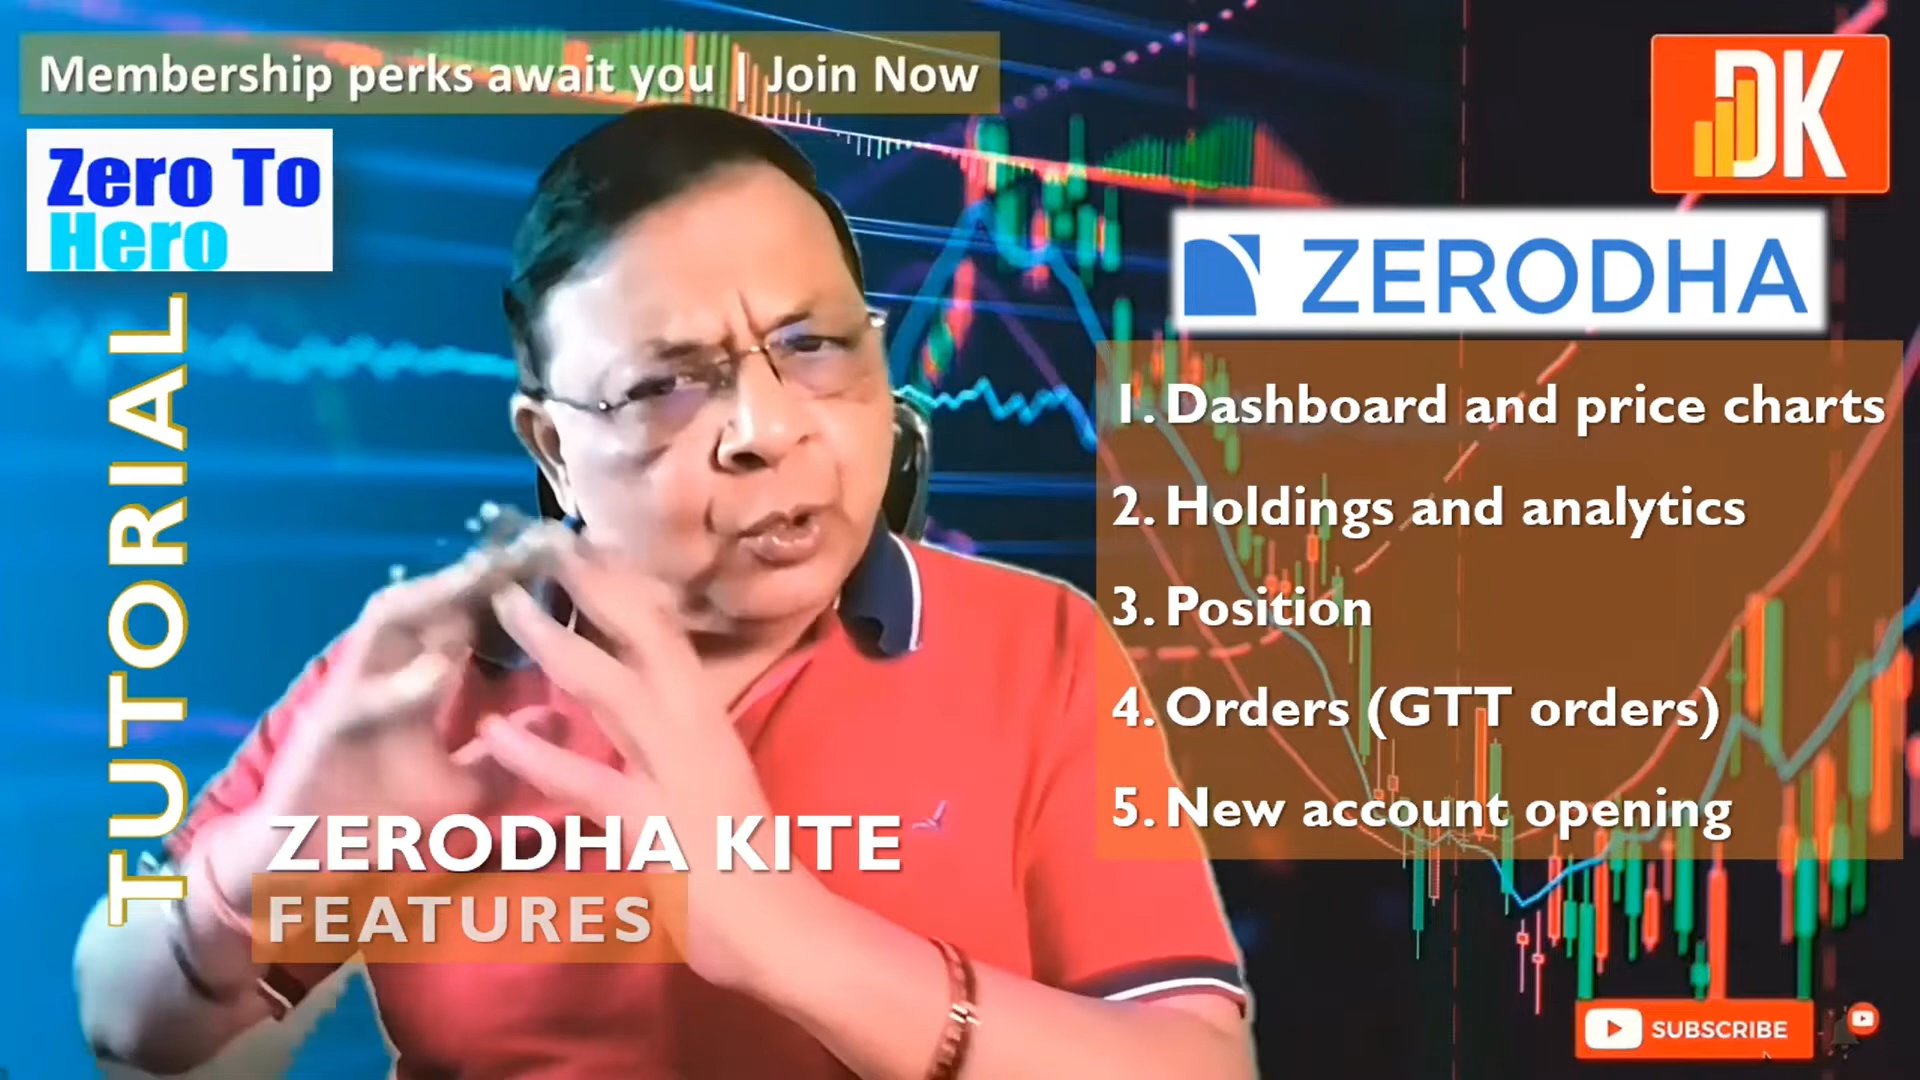 Membership perks await you | Join Now
DK
Zero To
Hero
TUTORIAL
ZERODHA
1. Dashboard and price charts
2. Holdings and analytics
3. Position
4. Orders (GTT orders)
5. New account opening
ZERODHA KITE
FEATURES
SUBSCRIBE